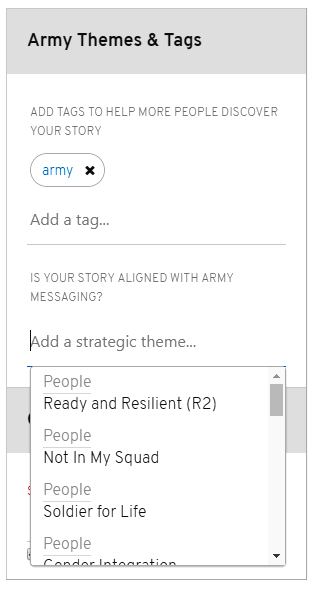 Army Themes & Tags
ADD TAGS TO HELP MORE PEOPLE DISCOVER
YOUR STORY
army ✖
Add a tag...
IS YOUR STORY ALIGNED WITH ARMY
MESSAGING?
Add a strategic theme...
People
Ready and Resilient (R2)
People
Not In My Squad
People
Soldier for Life
People
Gender Integration